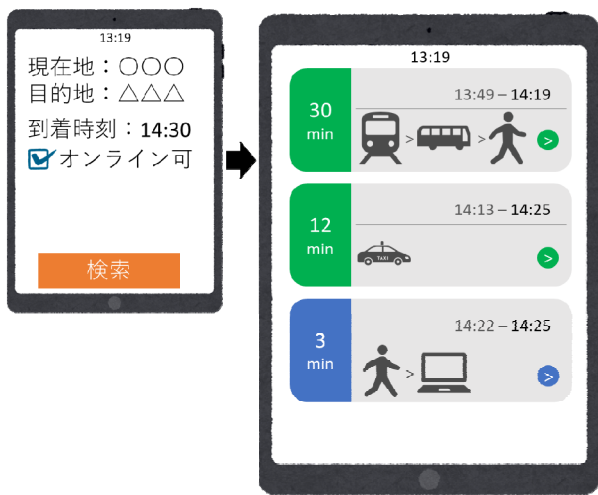 13:19
現在地：○○○
目的地：△△△
到着時刻：14:30
オンライン可
検索
13:19
30
min
13:49 – 14:19
>
>
>
12
min
14:13 – 14:25
TAXI
>
3
min
14:22 – 14:25
>
>